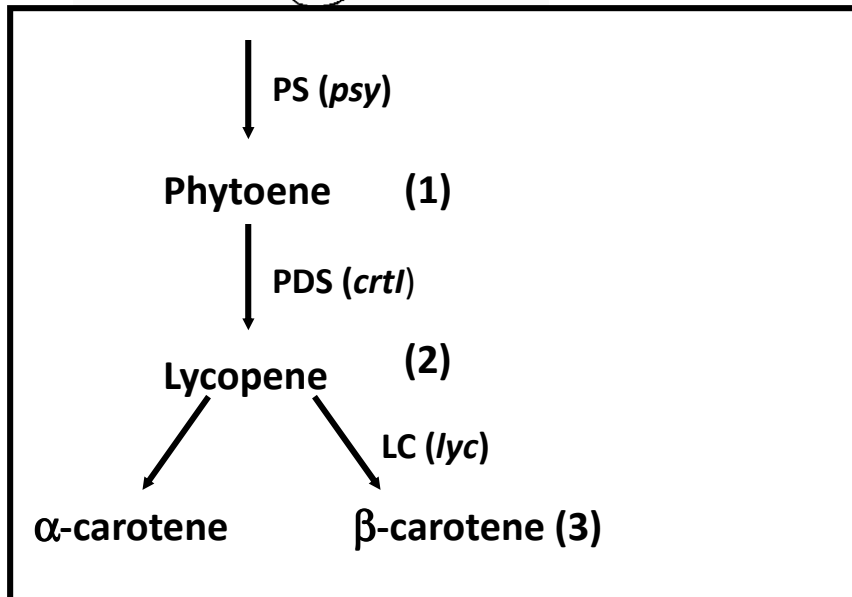 PS (psy)
Phytoene (1)
PDS (crtI)
Lycopene (2)
LC (lyc)
α-carotene β-carotene (3)